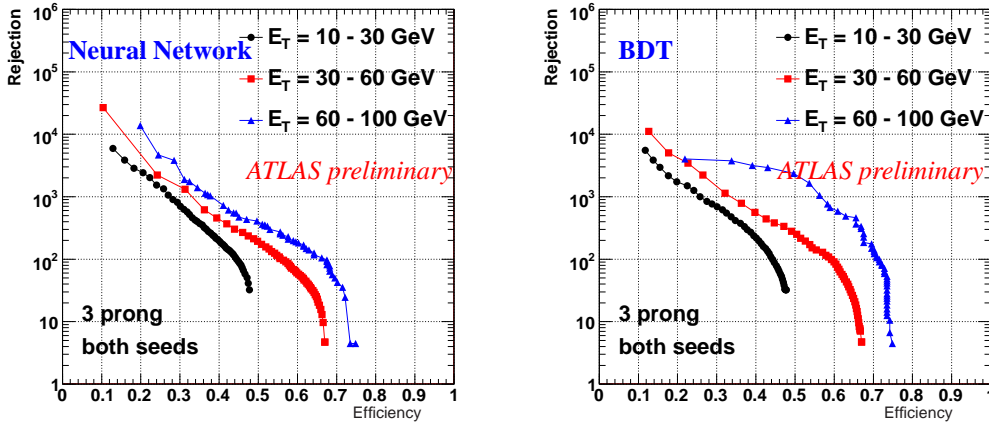 Rejection
10^6
10^5
10^4
10^3
10^2
10
1
Neural Network
E_T = 10 - 30 GeV
E_T = 30 - 60 GeV
E_T = 60 - 100 GeV
ATLAS preliminary
3 prong
both seeds
0 0.1 0.2 0.3 0.4 0.5 0.6 0.7 0.8 0.9 1
Efficiency
Rejection
10^6
10^5
10^4
10^3
10^2
10
1
BDT
E_T = 10 - 30 GeV
E_T = 30 - 60 GeV
E_T = 60 - 100 GeV
ATLAS preliminary
3 prong
both seeds
0 0.1 0.2 0.3 0.4 0.5 0.6 0.7 0.8 0.9 1
Efficiency